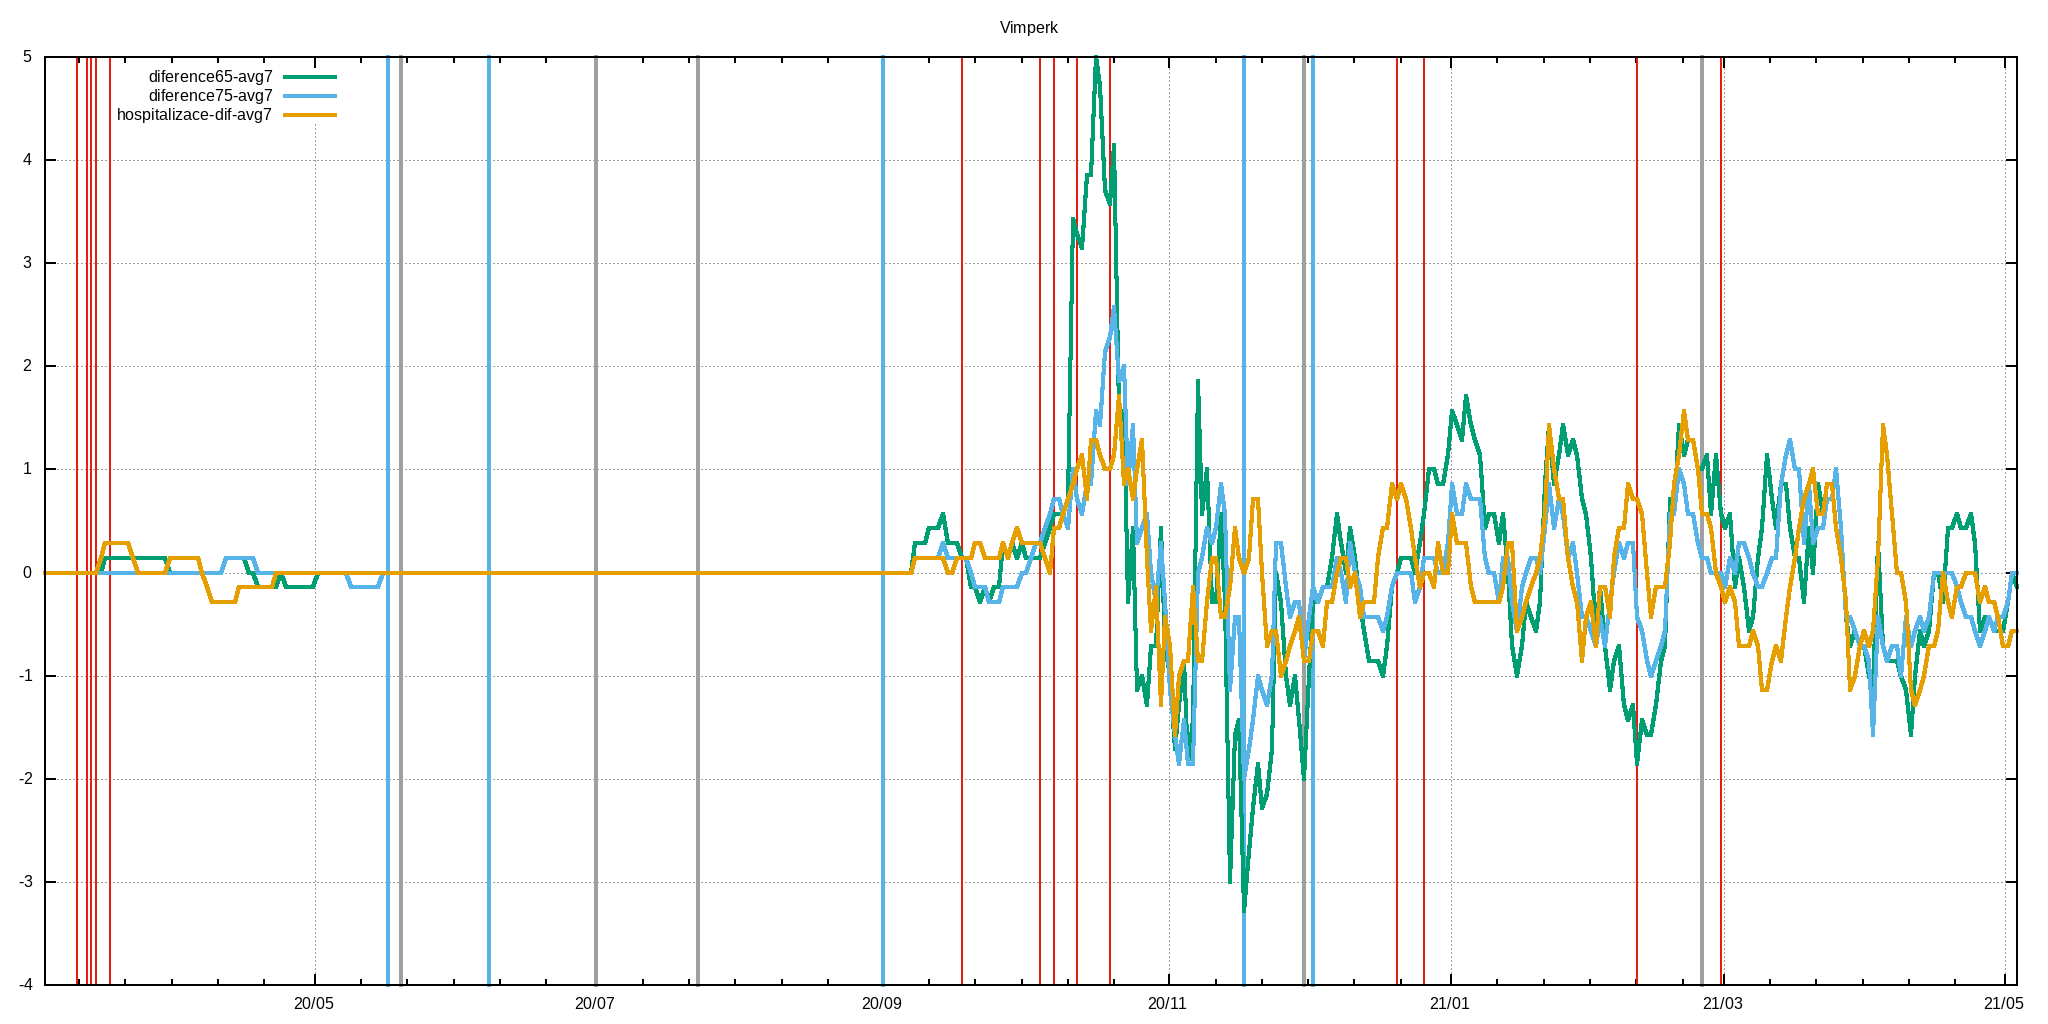 Vimperk
5
diference65-avg7
diference75-avg7
hospitalizace-dif-avg7
4
3
2
1
0
-1
-2
-3
-4
20/05 20/07 20/09 20/11 21/01 21/03 21/05